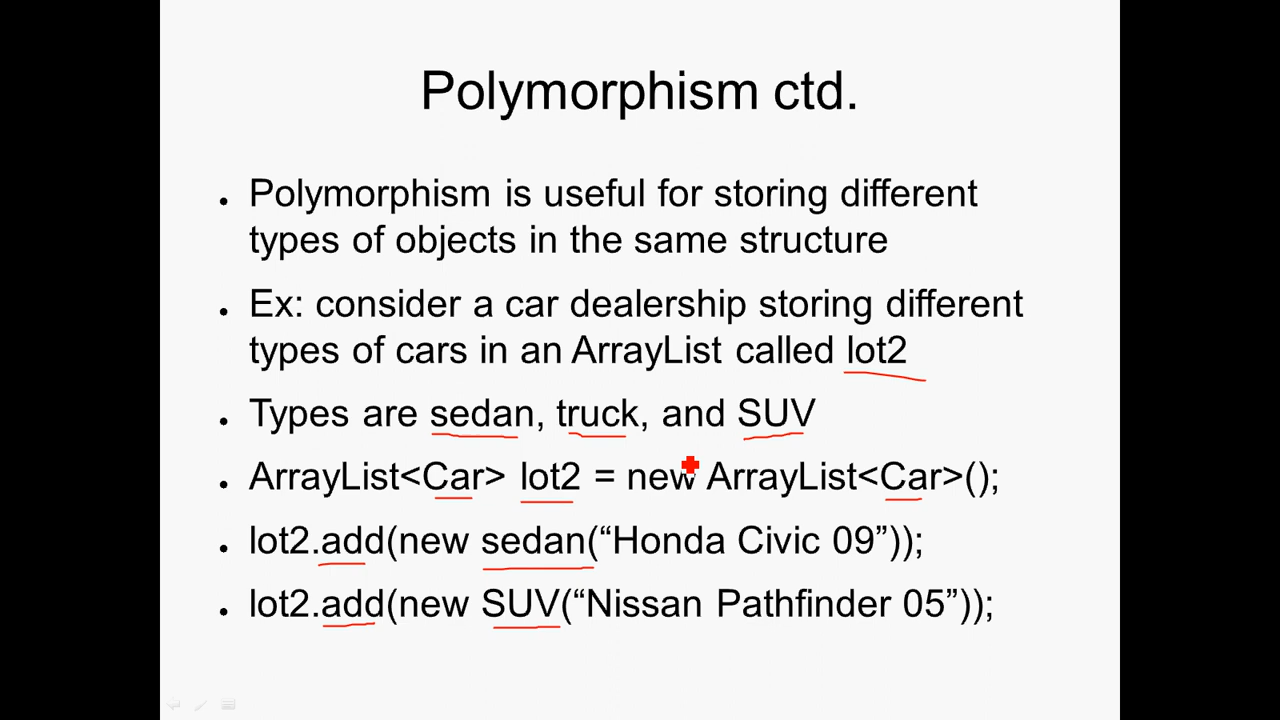 Polymorphism ctd.
• Polymorphism is useful for storing different
types of objects in the same structure
• Ex: consider a car dealership storing different
types of cars in an ArrayList called lot2
• Types are sedan, truck, and SUV
• ArrayList<Car> lot2 = new ArrayList<Car>();
• lot2.add(new sedan(“Honda Civic 09”));
• lot2.add(new SUV(“Nissan Pathfinder 05”));